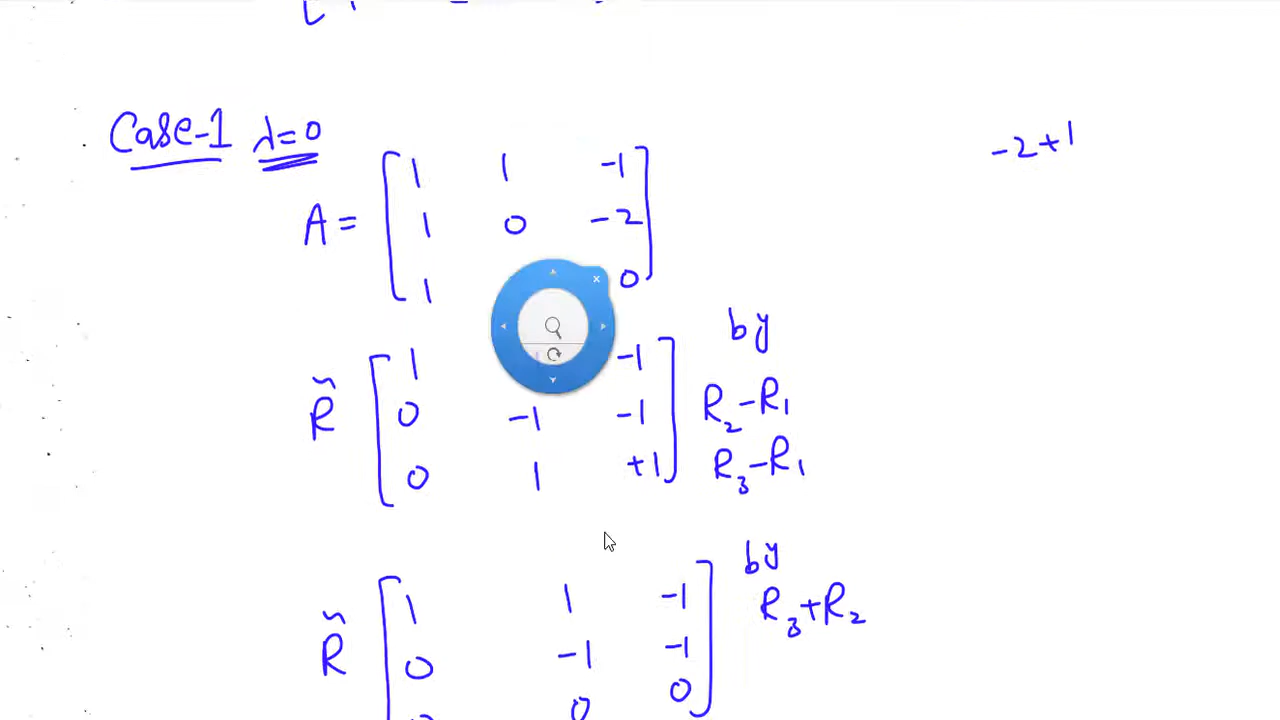 Case-1 λ=0
-2+1
A = [ 1 1 -1
1 0 -2
1 0 ]
R̃ [ 1 -1
0 -1 -1
0 1 +1 ]
by
R₂-R₁
R₃-R₁
R̃ [ 1 1 -1
0 -1 -1
0 0 0 ]
by
R₃+R₂